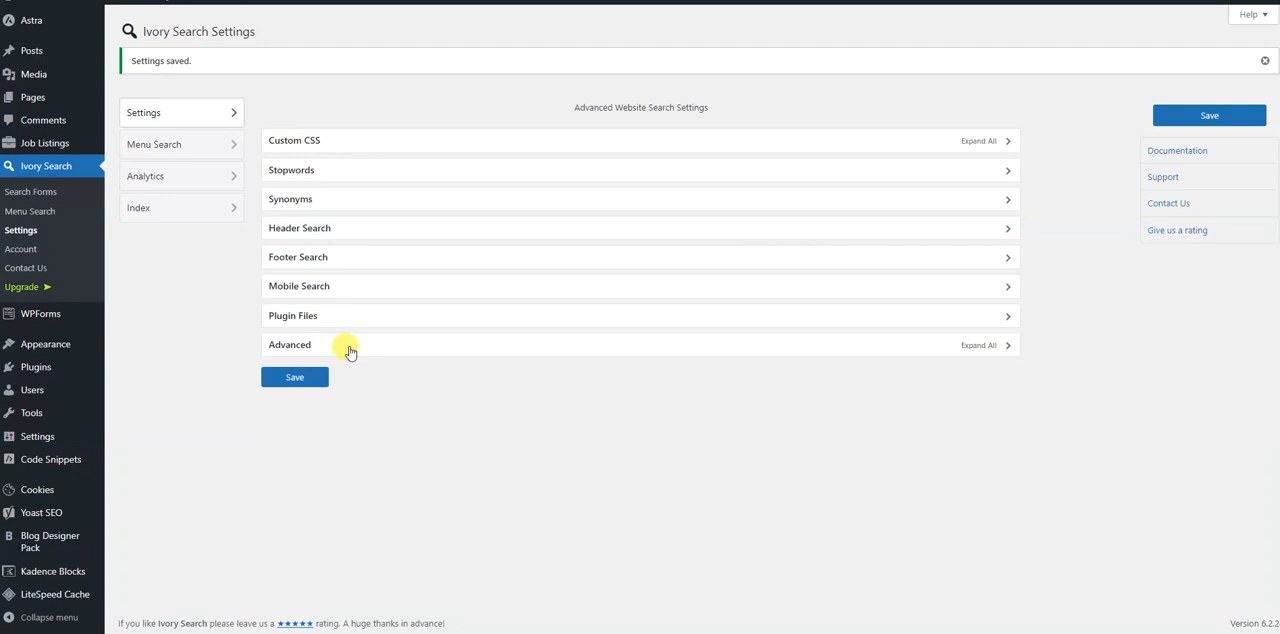 Astra
Posts
Media
Pages
Comments
Job Listings
Ivory Search
Search Forms
Menu Search
Settings
Account
Contact Us
Upgrade ➤
WPForms
Appearance
Plugins
Users
Tools
Settings
Code Snippets
Cookies
Yoast SEO
Blog Designer
Pack
Kadence Blocks
LiteSpeed Cache
Collapse menu
Help
Ivory Search Settings
Settings saved.
Settings
Menu Search
Analytics
Index
Advanced Website Search Settings
Custom CSS Expand All
Stopwords
Synonyms
Header Search
Footer Search
Mobile Search
Plugin Files
Advanced Expand All
Save
Save
Documentation
Support
Contact Us
Give us a rating
If you like Ivory Search please leave us a ★★★★★ rating. A huge thanks in advance!
Version 6.2.2